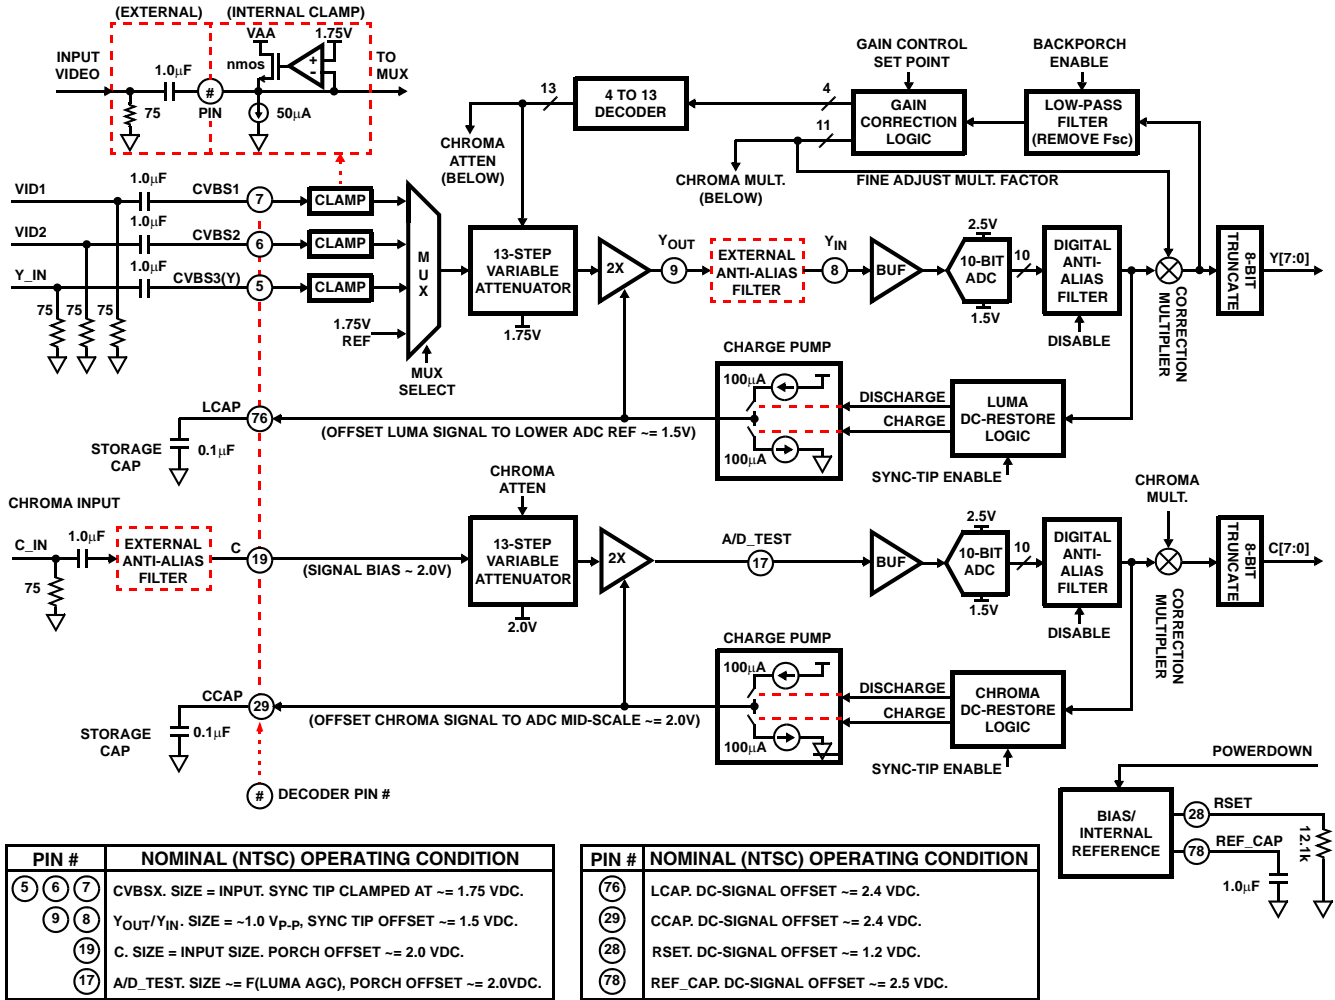 (EXTERNAL)
(INTERNAL CLAMP)
VAA
1.75V
INPUT
VIDEO
1.0µF
#
PIN
75
nmos
+
-
50µA
TO
MUX
GAIN CONTROL
SET POINT
BACKPORCH
ENABLE
13
4 TO 13
DECODER
4
11
GAIN
CORRECTION
LOGIC
LOW-PASS
FILTER
(REMOVE Fsc)
CHROMA
ATTEN
(BELOW)
CHROMA MULT.
(BELOW)
FINE ADJUST MULT. FACTOR
VID1
1.0µF
CVBS1
7
CLAMP
VID2
1.0µF
CVBS2
6
CLAMP
Y_IN
1.0µF
CVBS3(Y)
5
CLAMP
75
75
75
1.75V
REF
MUX
MUX
SELECT
13-STEP
VARIABLE
ATTENUATOR
1.75V
2X
YOUT
9
EXTERNAL
ANTI-ALIAS
FILTER
YIN
8
BUF
2.5V
10-BIT
ADC
1.5V
10
DIGITAL
ANTI-
ALIAS
FILTER
DISABLE
CORRECTION
MULTIPLIER
8-BIT
TRUNCATE
Y[7:0]
CHARGE PUMP
100µA
100µA
DISCHARGE
CHARGE
LUMA
DC-RESTORE
LOGIC
SYNC-TIP ENABLE
LCAP
76
STORAGE
CAP
0.1µF
(OFFSET LUMA SIGNAL TO LOWER ADC REF ~= 1.5V)
CHROMA
ATTEN
CHROMA
MULT.
CHROMA INPUT
C_IN
1.0µF
75
EXTERNAL
ANTI-ALIAS
FILTER
C
19
(SIGNAL BIAS ~ 2.0V)
13-STEP
VARIABLE
ATTENUATOR
2.0V
2X
A/D_TEST
17
BUF
2.5V
10-BIT
ADC
1.5V
10
DIGITAL
ANTI-
ALIAS
FILTER
DISABLE
CORRECTION
MULTIPLIER
8-BIT
TRUNCATE
C[7:0]
CHARGE PUMP
100µA
100µA
DISCHARGE
CHARGE
CHROMA
DC-RESTORE
LOGIC
SYNC-TIP ENABLE
CCAP
29
STORAGE
CAP
0.1µF
(OFFSET CHROMA SIGNAL TO ADC MID-SCALE ~= 2.0V)
# DECODER PIN #
POWERDOWN
BIAS/
INTERNAL
REFERENCE
28
RSET
78
REF_CAP
12.1k
1.0µF
PIN # NOMINAL (NTSC) OPERATING CONDITION
5 6 7 CVBSX. SIZE = INPUT. SYNC TIP CLAMPED AT ~= 1.75 VDC.
9 8 YOUT/YIN. SIZE = ~1.0 VP-P, SYNC TIP OFFSET ~= 1.5 VDC.
19 C. SIZE = INPUT SIZE. PORCH OFFSET ~= 2.0 VDC.
17 A/D_TEST. SIZE ~= F(LUMA AGC), PORCH OFFSET ~= 2.0VDC.
PIN # NOMINAL (NTSC) OPERATING CONDITION
76 LCAP. DC-SIGNAL OFFSET ~= 2.4 VDC.
29 CCAP. DC-SIGNAL OFFSET ~= 2.4 VDC.
28 RSET. DC-SIGNAL OFFSET ~= 1.2 VDC.
78 REF_CAP. DC-SIGNAL OFFSET ~= 2.5 VDC.